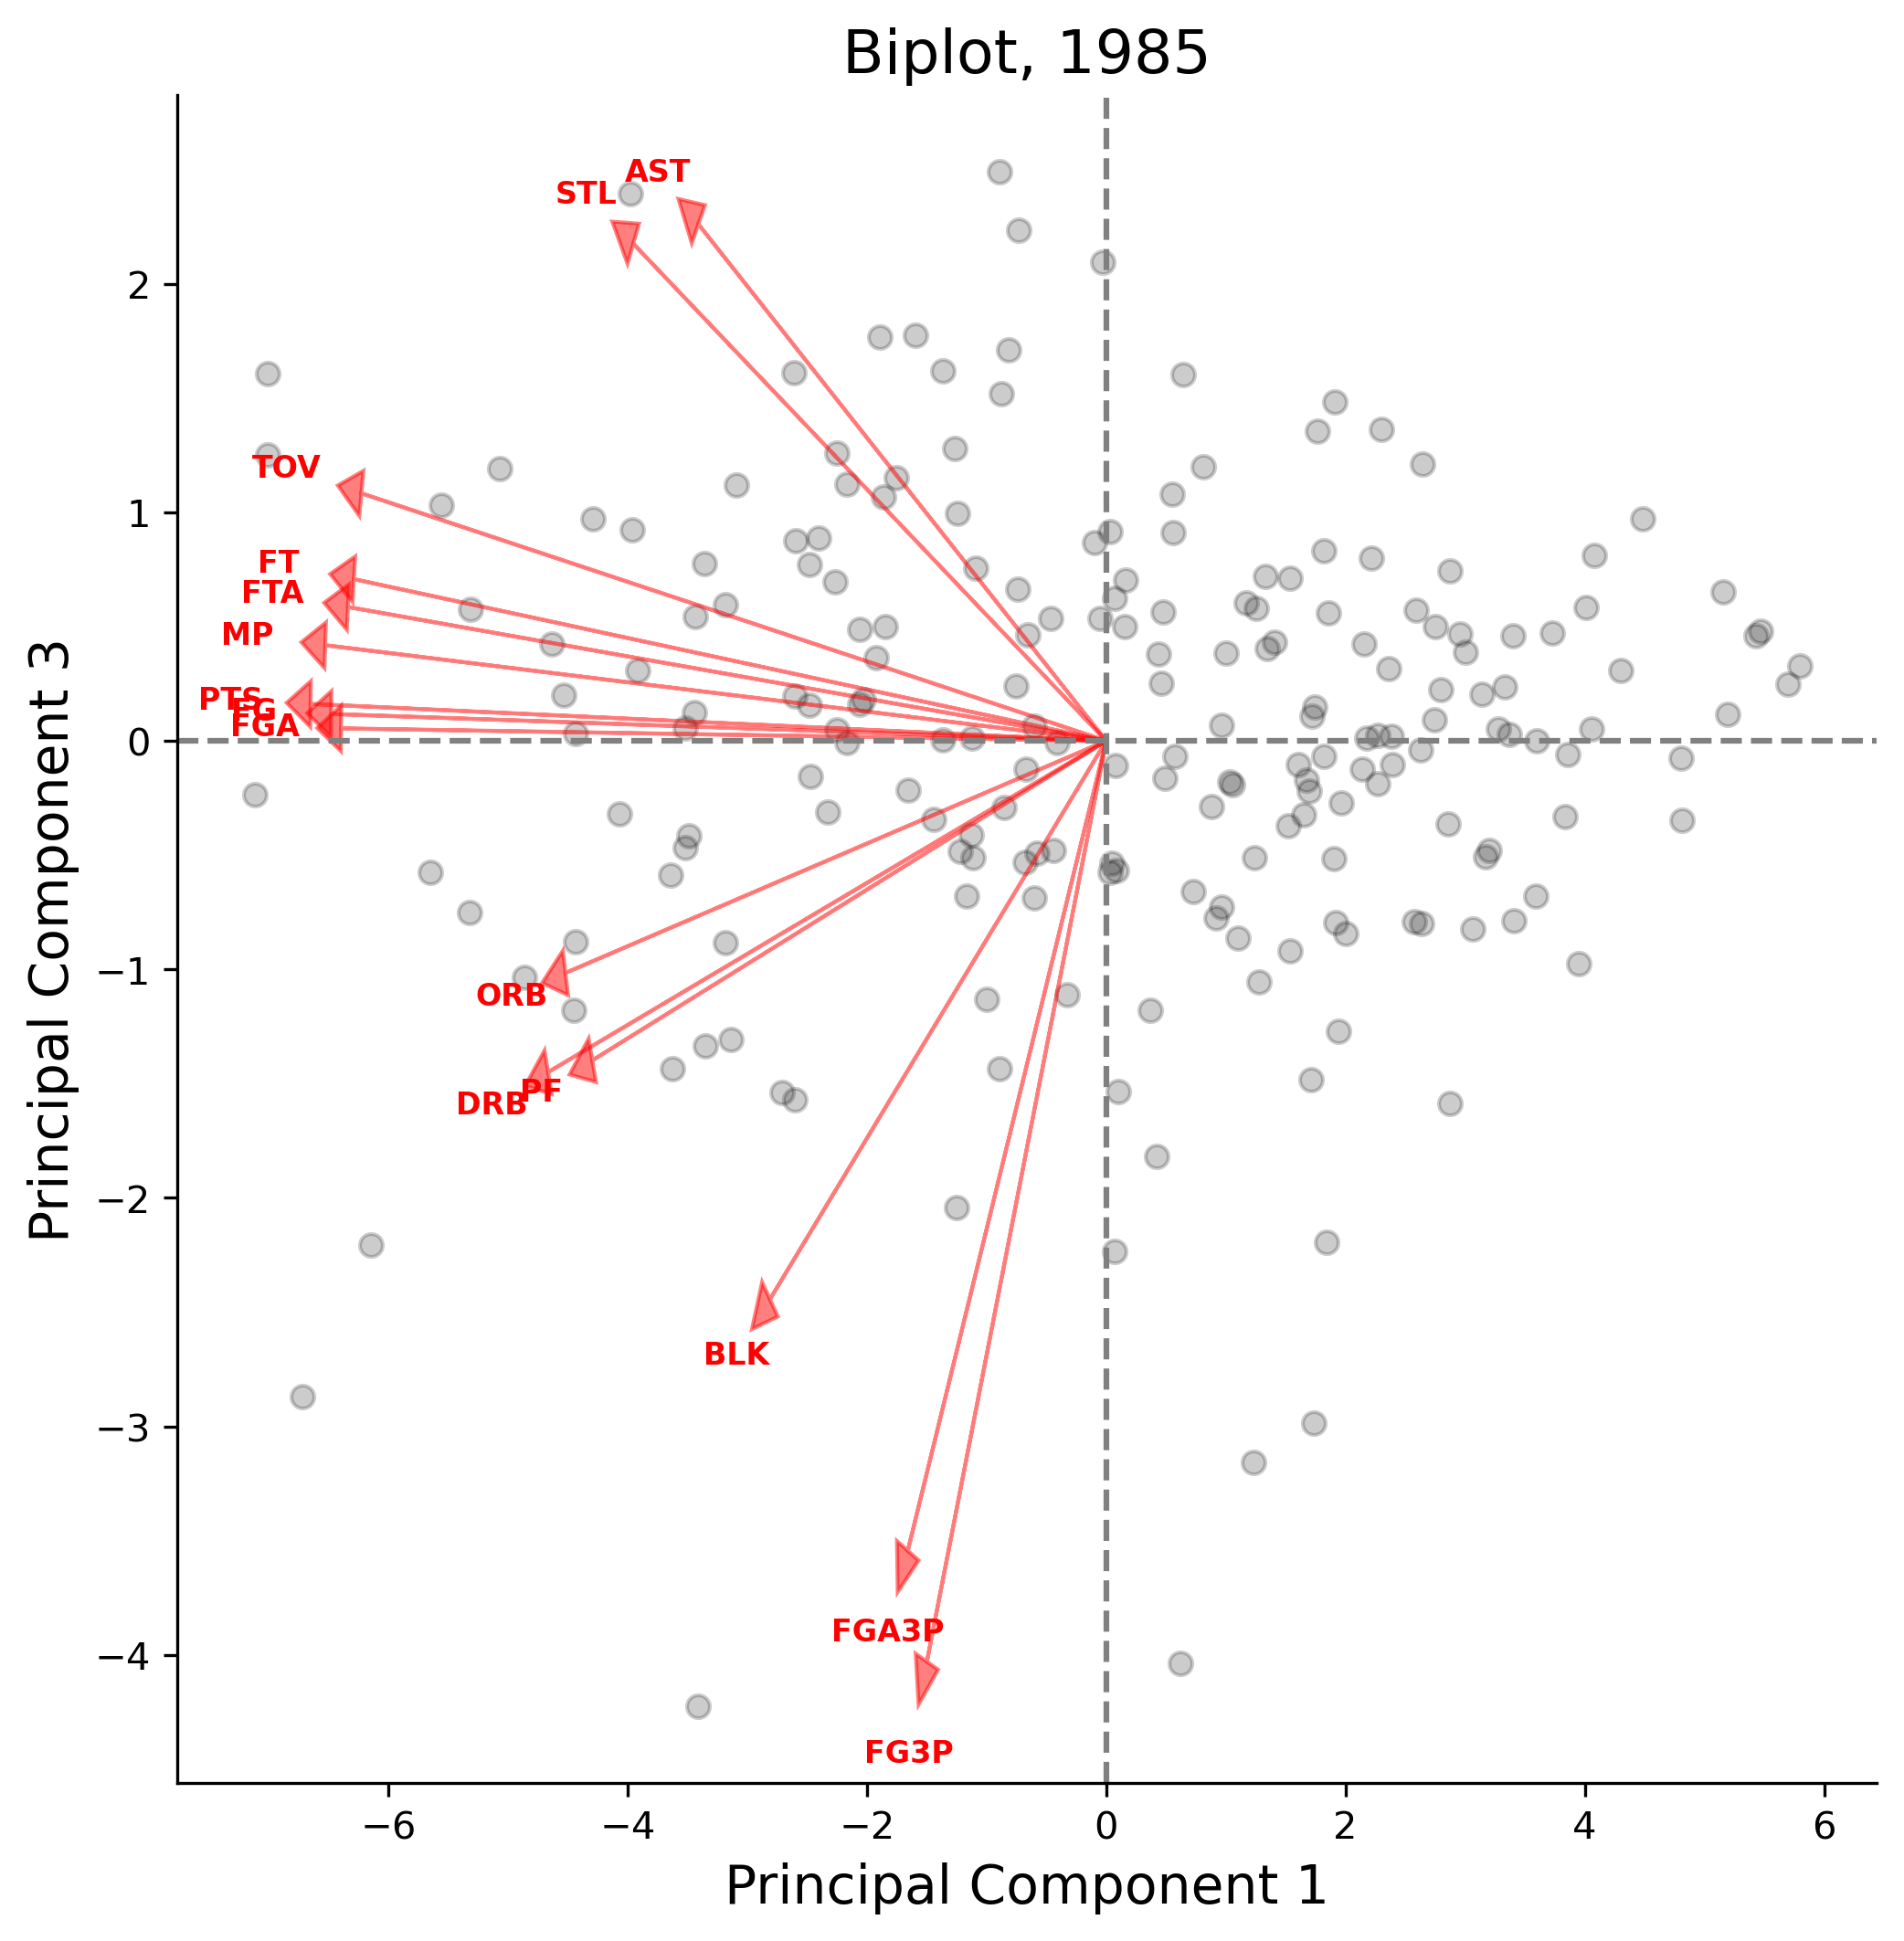 Biplot, 1985
AST
STL
TOV
FT
FTA
MP
PTS
FG
FGA
ORB
DRB
PF
BLK
FGA3P
FG3P
2
1
0
−1
−2
−3
−4
Principal Component 3
−6
−4
−2
0
2
4
6
Principal Component 1